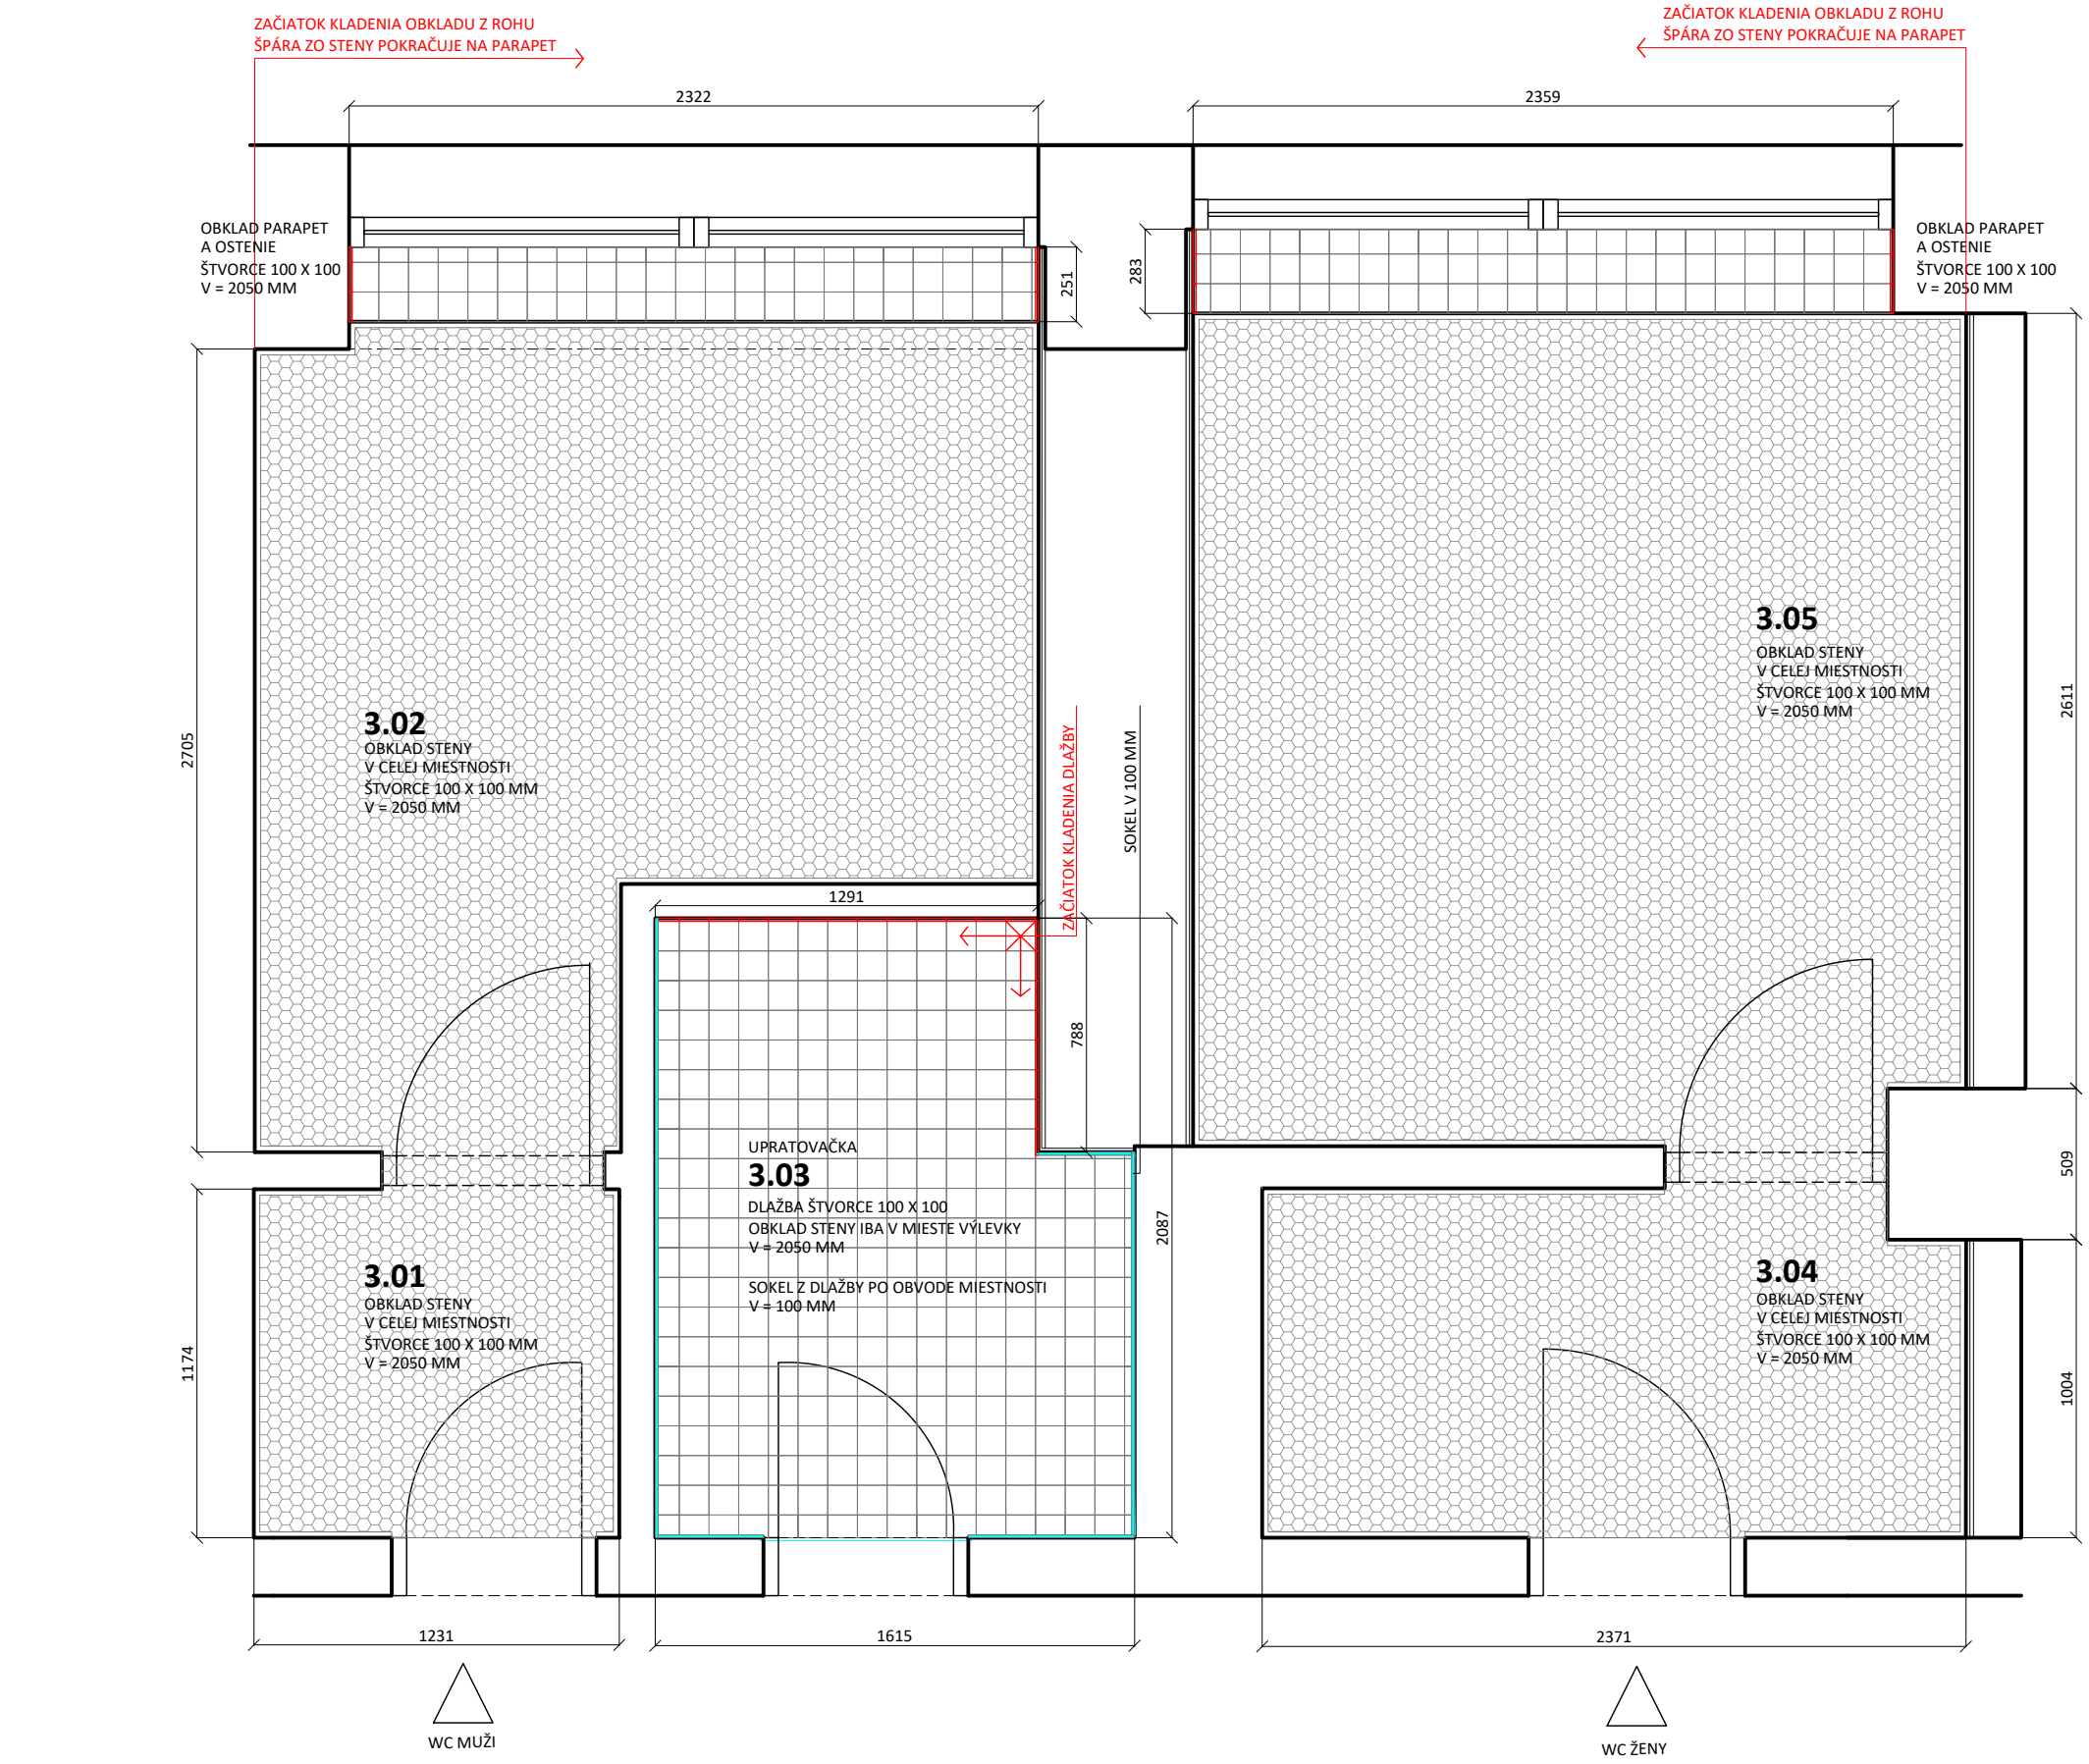 ZAČIATOK KLADENIA OBKLADU Z ROHU
ŠPÁRA ZO STENY POKRAČUJE NA PARAPET
ZAČIATOK KLADENIA OBKLADU Z ROHU
ŠPÁRA ZO STENY POKRAČUJE NA PARAPET
2322
2359
OBKLAD PARAPET
A OSTENIE
ŠTVORCE 100 X 100
V = 2050 MM
251
283
OBKLAD PARAPET
A OSTENIE
ŠTVORCE 100 X 100
V = 2050 MM
3.02
OBKLAD STENY
V CELEJ MIESTNOSTI
ŠTVORCE 100 X 100 MM
V = 2050 MM
2705
3.05
OBKLAD STENY
V CELEJ MIESTNOSTI
ŠTVORCE 100 X 100 MM
V = 2050 MM
2611
ZAČIATOK KLADENIA DLAŽBY
SOKEL V 100 MM
1291
788
2087
UPRATOVAČKA
3.03
DLAŽBA ŠTVORCE 100 X 100
OBKLAD STENY IBA V MIESTE VÝLEVKY
V = 2050 MM
SOKEL Z DLAŽBY PO OBVODE MIESTNOSTI
V = 100 MM
509
3.01
OBKLAD STENY
V CELEJ MIESTNOSTI
ŠTVORCE 100 X 100 MM
V = 2050 MM
1174
3.04
OBKLAD STENY
V CELEJ MIESTNOSTI
ŠTVORCE 100 X 100 MM
V = 2050 MM
1004
1231
1615
2371
WC MUŽI
WC ŽENY